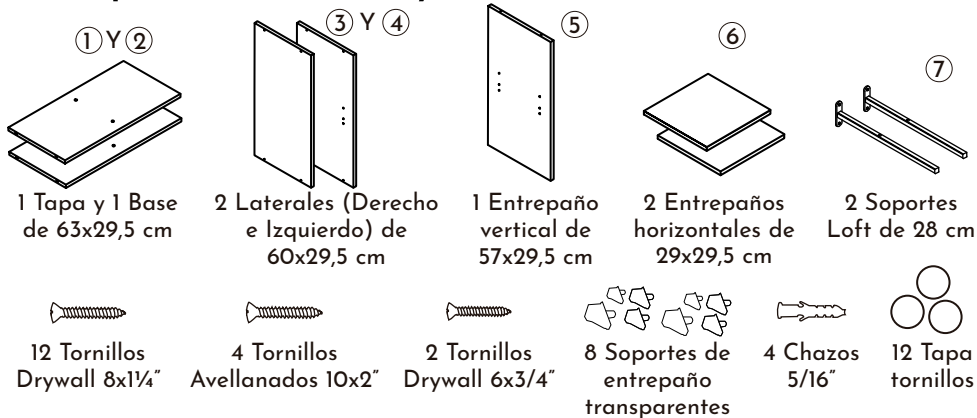 ① Y ②
③ Y ④
⑤
⑥
⑦
1 Tapa y 1 Base
de 63x29,5 cm
2 Laterales (Derecho
e Izquierdo) de
60x29,5 cm
1 Entrepaño
vertical de
57x29,5 cm
2 Entrepaños
horizontales de
29x29,5 cm
2 Soportes
Loft de 28 cm
12 Tornillos
Drywall 8x1¼"
4 Tornillos
Avellanados 10x2"
2 Tornillos
Drywall 6x3/4"
8 Soportes de
entrepaño
transparentes
4 Chazos
5/16"
12 Tapa
tornillos